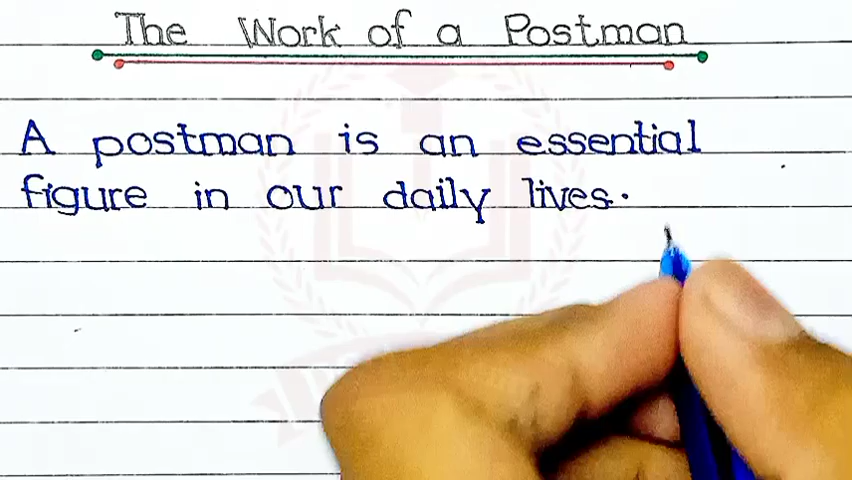 The Work of a Postman
A postman is an essential
figure in our daily lives.